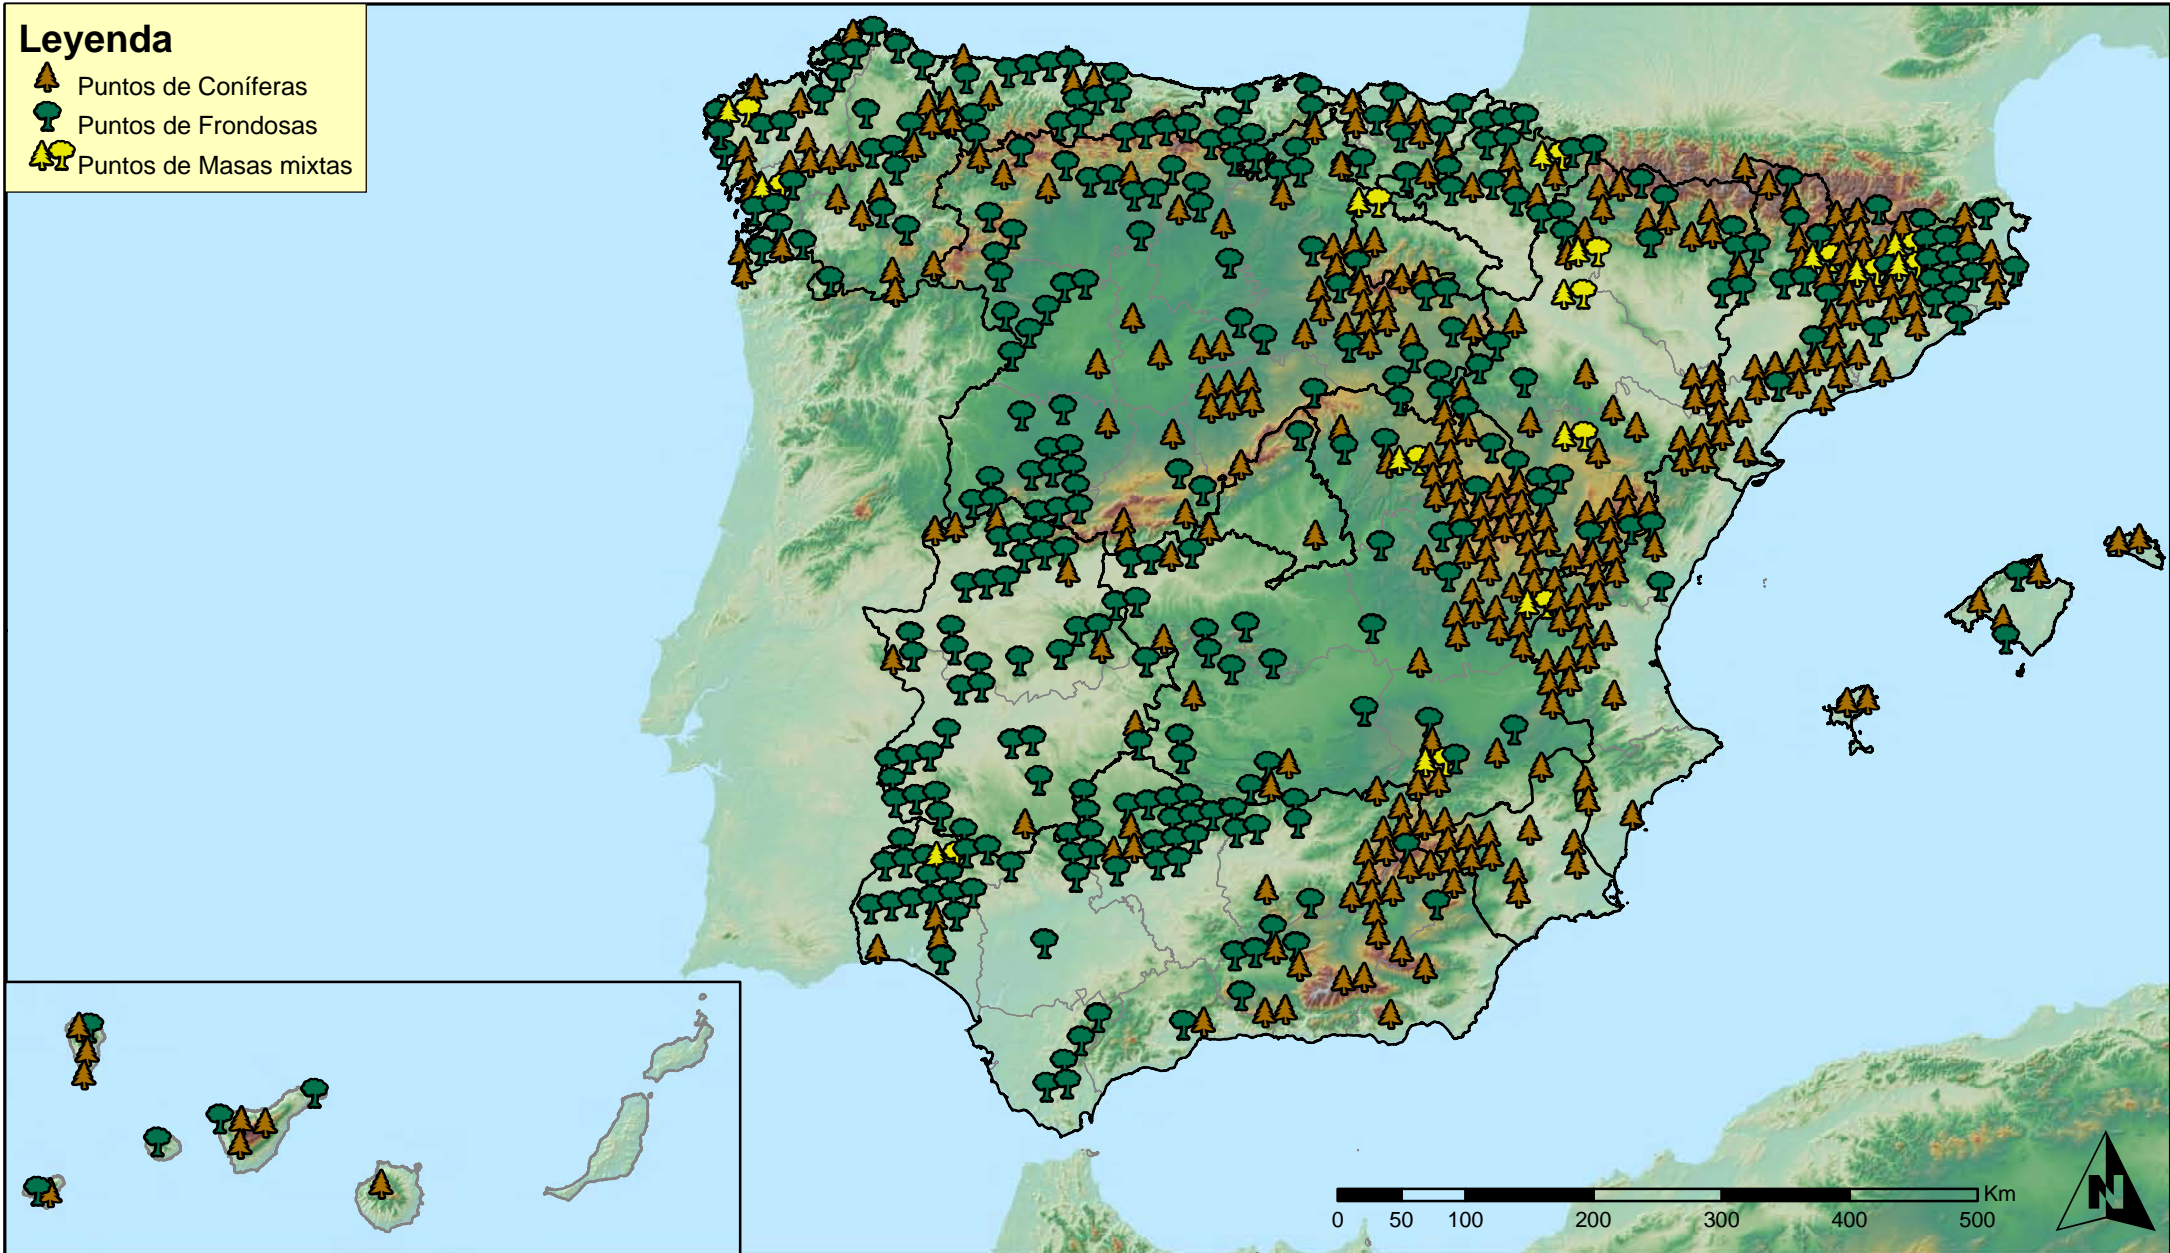 Leyenda
Puntos de Coníferas
Puntos de Frondosas
Puntos de Masas mixtas
Km
0 50 100 200 300 400 500
N